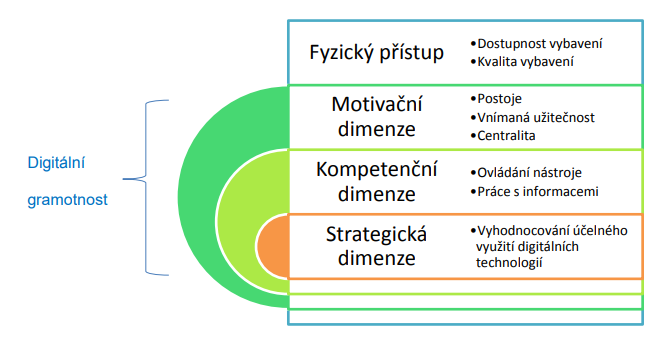 Digitální
gramotnost
Fyzický přístup
•Dostupnost vybavení
•Kvalita vybavení
Motivační
dimenze
•Postoje
•Vnímaná užitečnost
•Centralita
Kompetenční
dimenze
•Ovládání nástroje
•Práce s informacemi
Strategická
dimenze
•Vyhodnocování účelného
využití digitálních
technologií